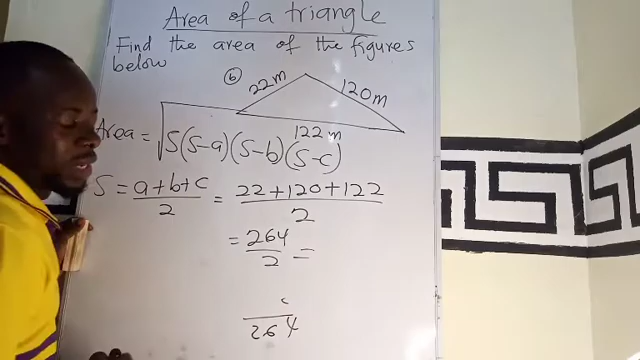 Area of a triangle
Find the area of the figures
below
(b) 22m 120m
122m
Area = √S(S-a)(S-b)(S-c)
S = a+b+c/2 = 22+120+122/2
= 264/2 =
264